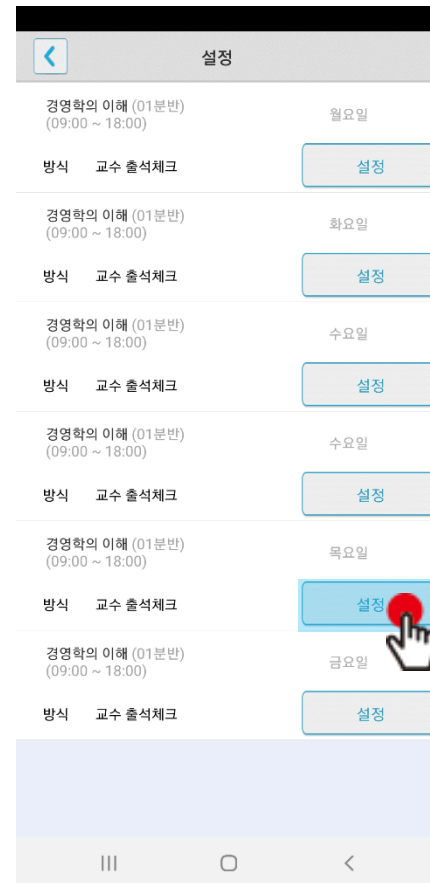 설정
경영학의 이해 (01분반) 월요일
(09:00 ~ 18:00)
방식 교수 출석체크 설정
경영학의 이해 (01분반) 화요일
(09:00 ~ 18:00)
방식 교수 출석체크 설정
경영학의 이해 (01분반) 수요일
(09:00 ~ 18:00)
방식 교수 출석체크 설정
경영학의 이해 (01분반) 수요일
(09:00 ~ 18:00)
방식 교수 출석체크 설정
경영학의 이해 (01분반) 목요일
(09:00 ~ 18:00)
방식 교수 출석체크 설정
경영학의 이해 (01분반) 금요일
(09:00 ~ 18:00)
방식 교수 출석체크 설정